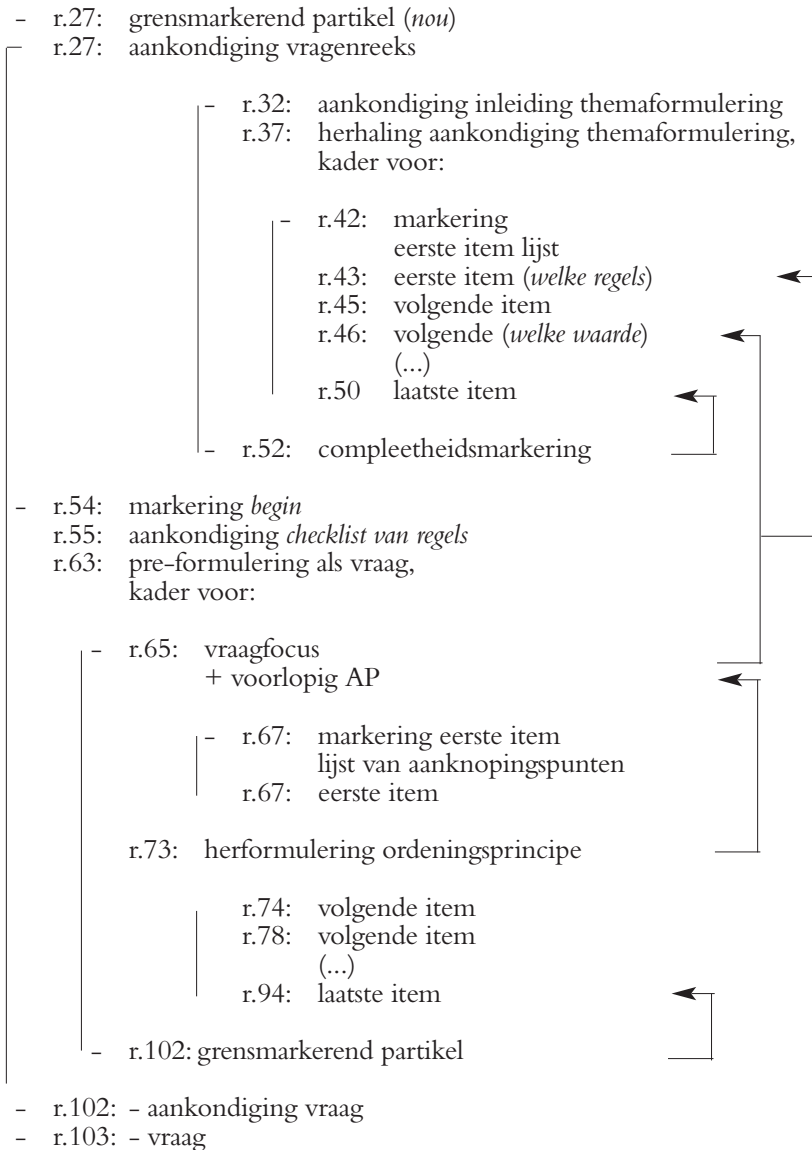 - r.27: grensmarkerend partikel (nou)
r.27: aankondiging vragenreeks
- r.32: aankondiging inleiding themaformulering
r.37: herhaling aankondiging themaformulering,
kader voor:
- r.42: markering
eerste item lijst
r.43: eerste item (welke regels)
r.45: volgende item
r.46: volgende (welke waarde)
(...)
r.50 laatste item
- r.52: compleetheidsmarkering
- r.54: markering begin
r.55: aankondiging checklist van regels
r.63: pre-formulering als vraag,
kader voor:
- r.65: vraagfocus
+ voorlopig AP
- r.67: markering eerste item
lijst van aanknopingspunten
r.67: eerste item
r.73: herformulering ordeningsprincipe
r.74: volgende item
r.78: volgende item
(...)
r.94: laatste item
- r.102: grensmarkerend partikel
- r.102: - aankondiging vraag
- r.103: - vraag